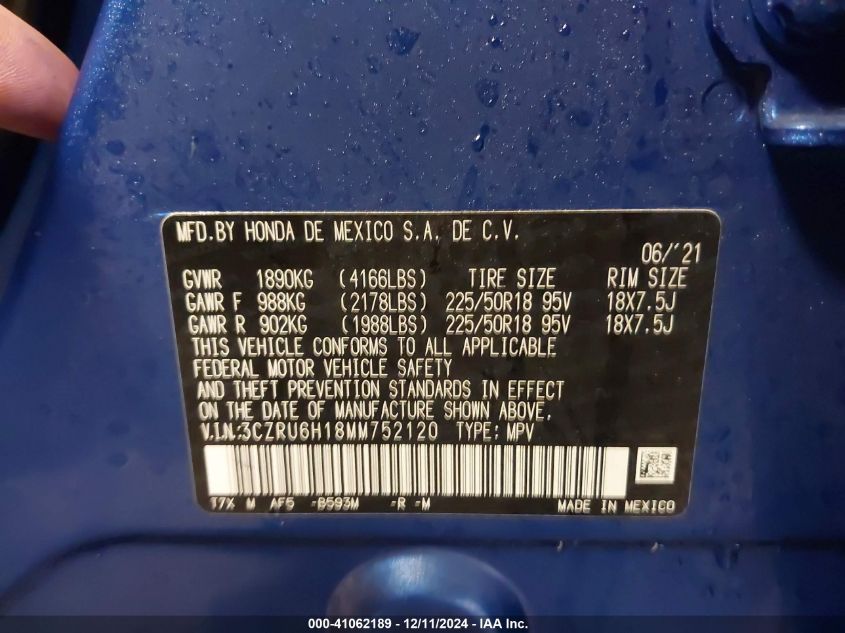 MFD.BY HONDA DE MEXICO S.A. DE C.V.
06/'21
GVWR 1890KG (4166LBS) TIRE SIZE RIM SIZE
GAWR F 988KG (2178LBS) 225/50R18 95V 18X7.5J
GAWR R 902KG (1988LBS) 225/50R18 95V 18X7.5J
THIS VEHICLE CONFORMS TO ALL APPLICABLE
FEDERAL MOTOR VEHICLE SAFETY
AND THEFT PREVENTION STANDARDS IN EFFECT
ON THE DATE OF MANUFACTURE SHOWN ABOVE.
V.I.N.:3CZRU6H18MM752120 TYPE: MPV
T7X M AF5 -B593M -R -M MADE IN MEXICO
000-41062189 - 12/11/2024 - IAA Inc.